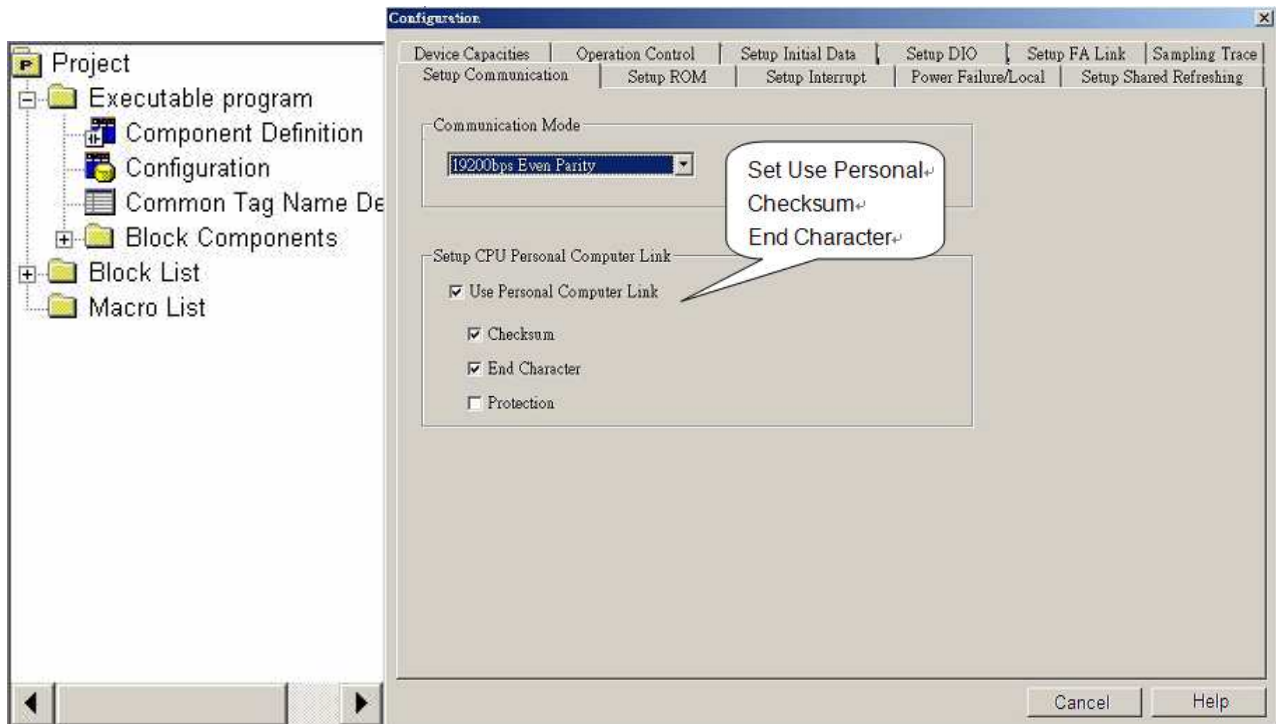 Project
Executable program
Component Definition
Configuration
Common Tag Name De
Block Components
Block List
Macro List
Configuration
Device Capacities
Operation Control
Setup Initial Data
Setup DIO
Setup FA Link
Sampling Trace
Setup Communication
Setup ROM
Setup Interrupt
Power Failure/Local
Setup Shared Refreshing
Communication Mode
19200bps Even Parity
Set Use Personal
Checksum
End Character
Setup CPU Personal Computer Link
Use Personal Computer Link
Checksum
End Character
Protection
Cancel
Help